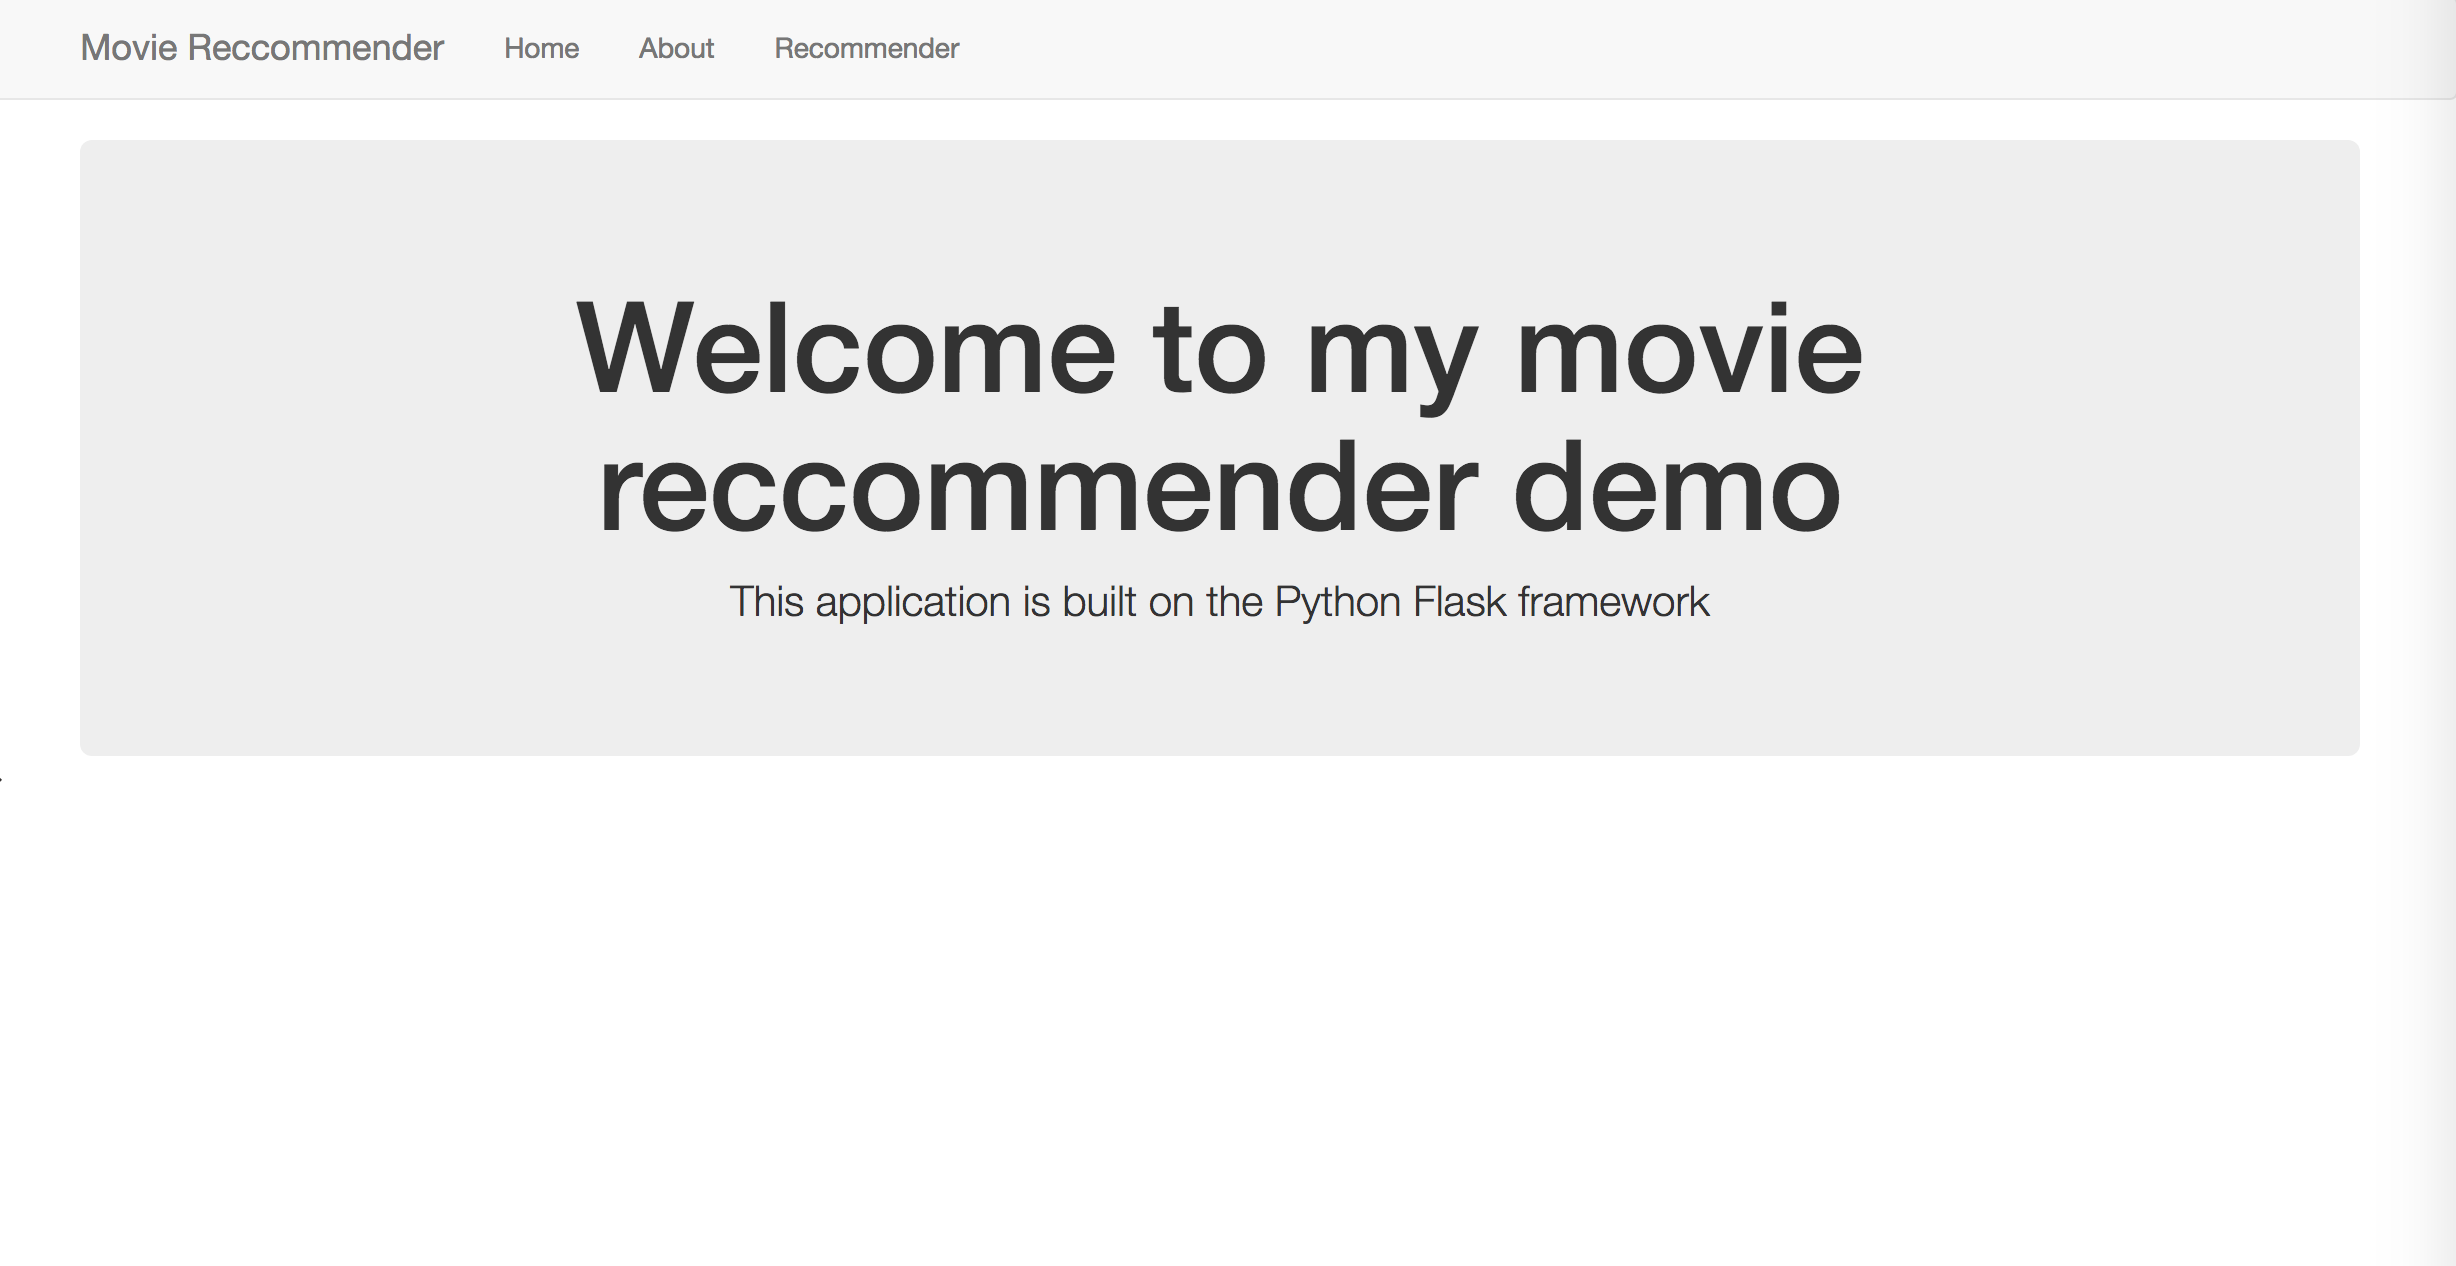 Movie Reccommender Home About Recommender
Welcome to my movie
reccommender demo
This application is built on the Python Flask framework